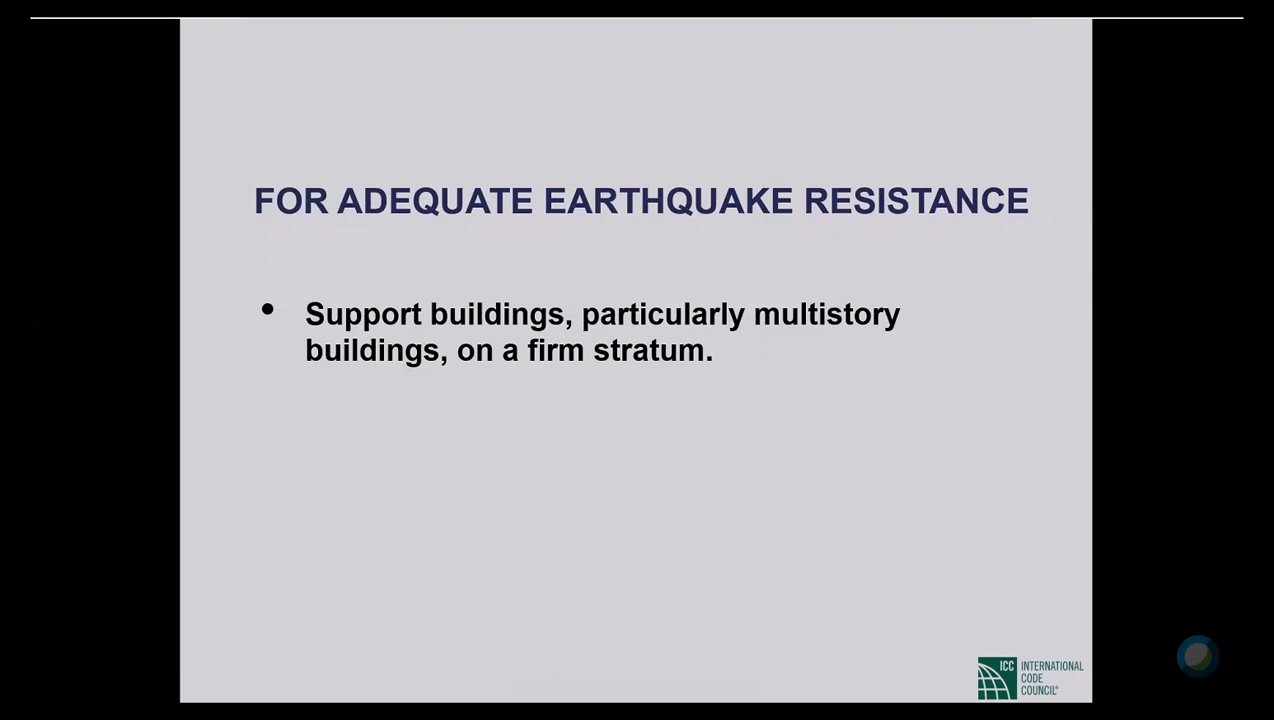 FOR ADEQUATE EARTHQUAKE RESISTANCE
• Support buildings, particularly multistory
buildings, on a firm stratum.
ICC
INTERNATIONAL
CODE
COUNCIL®